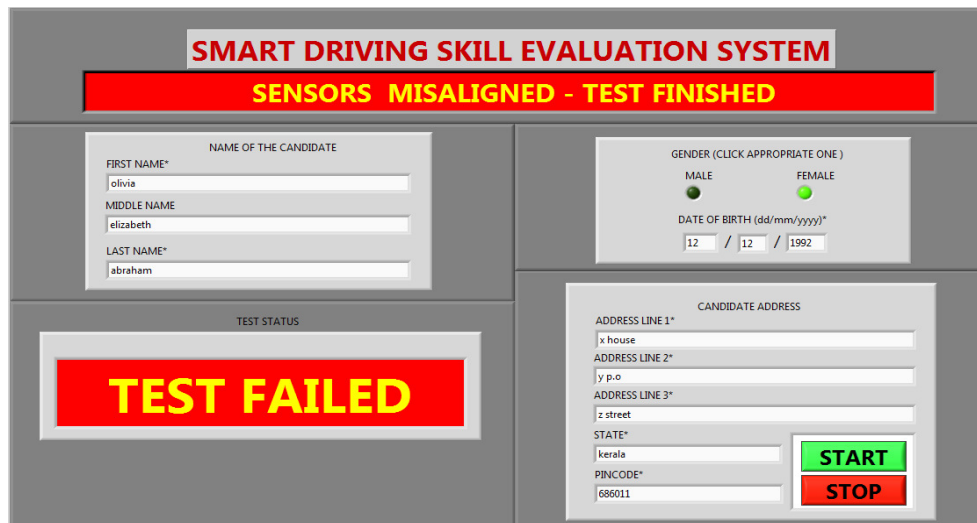 SMART DRIVING SKILL EVALUATION SYSTEM
SENSORS MISALIGNED - TEST FINISHED
NAME OF THE CANDIDATE
FIRST NAME*
olivia
MIDDLE NAME
elizabeth
LAST NAME*
abraham
GENDER (CLICK APPROPRIATE ONE )
MALE FEMALE
DATE OF BIRTH (dd/mm/yyyy)*
12 / 12 / 1992
TEST STATUS
TEST FAILED
CANDIDATE ADDRESS
ADDRESS LINE 1*
x house
ADDRESS LINE 2*
y p.o
ADDRESS LINE 3*
z street
STATE*
kerala
PINCODE*
686011
START
STOP